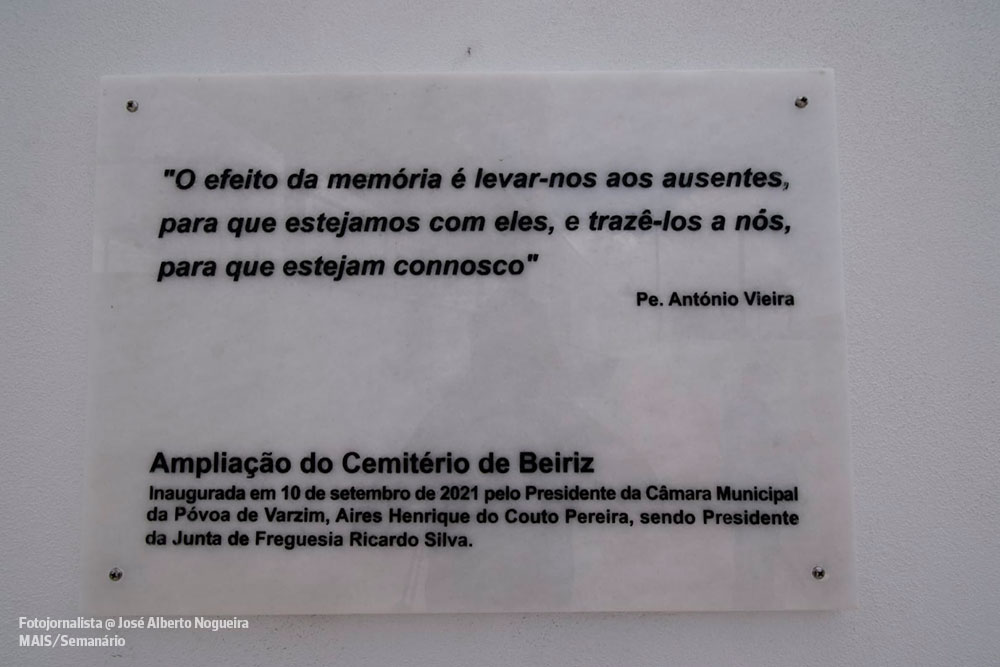 "O efeito da memória é levar-nos aos ausentes,
para que estejamos com eles, e trazê-los a nós,
para que estejam connosco"
Pe. António Vieira
Ampliação do Cemitério de Beiriz
Inaugurada em 10 de setembro de 2021 pelo Presidente da Câmara Municipal
da Póvoa de Varzim, Aires Henrique do Couto Pereira, sendo Presidente
da Junta de Freguesia Ricardo Silva.
Fotojornalista @ José Alberto Nogueira
MAIS/Semanário